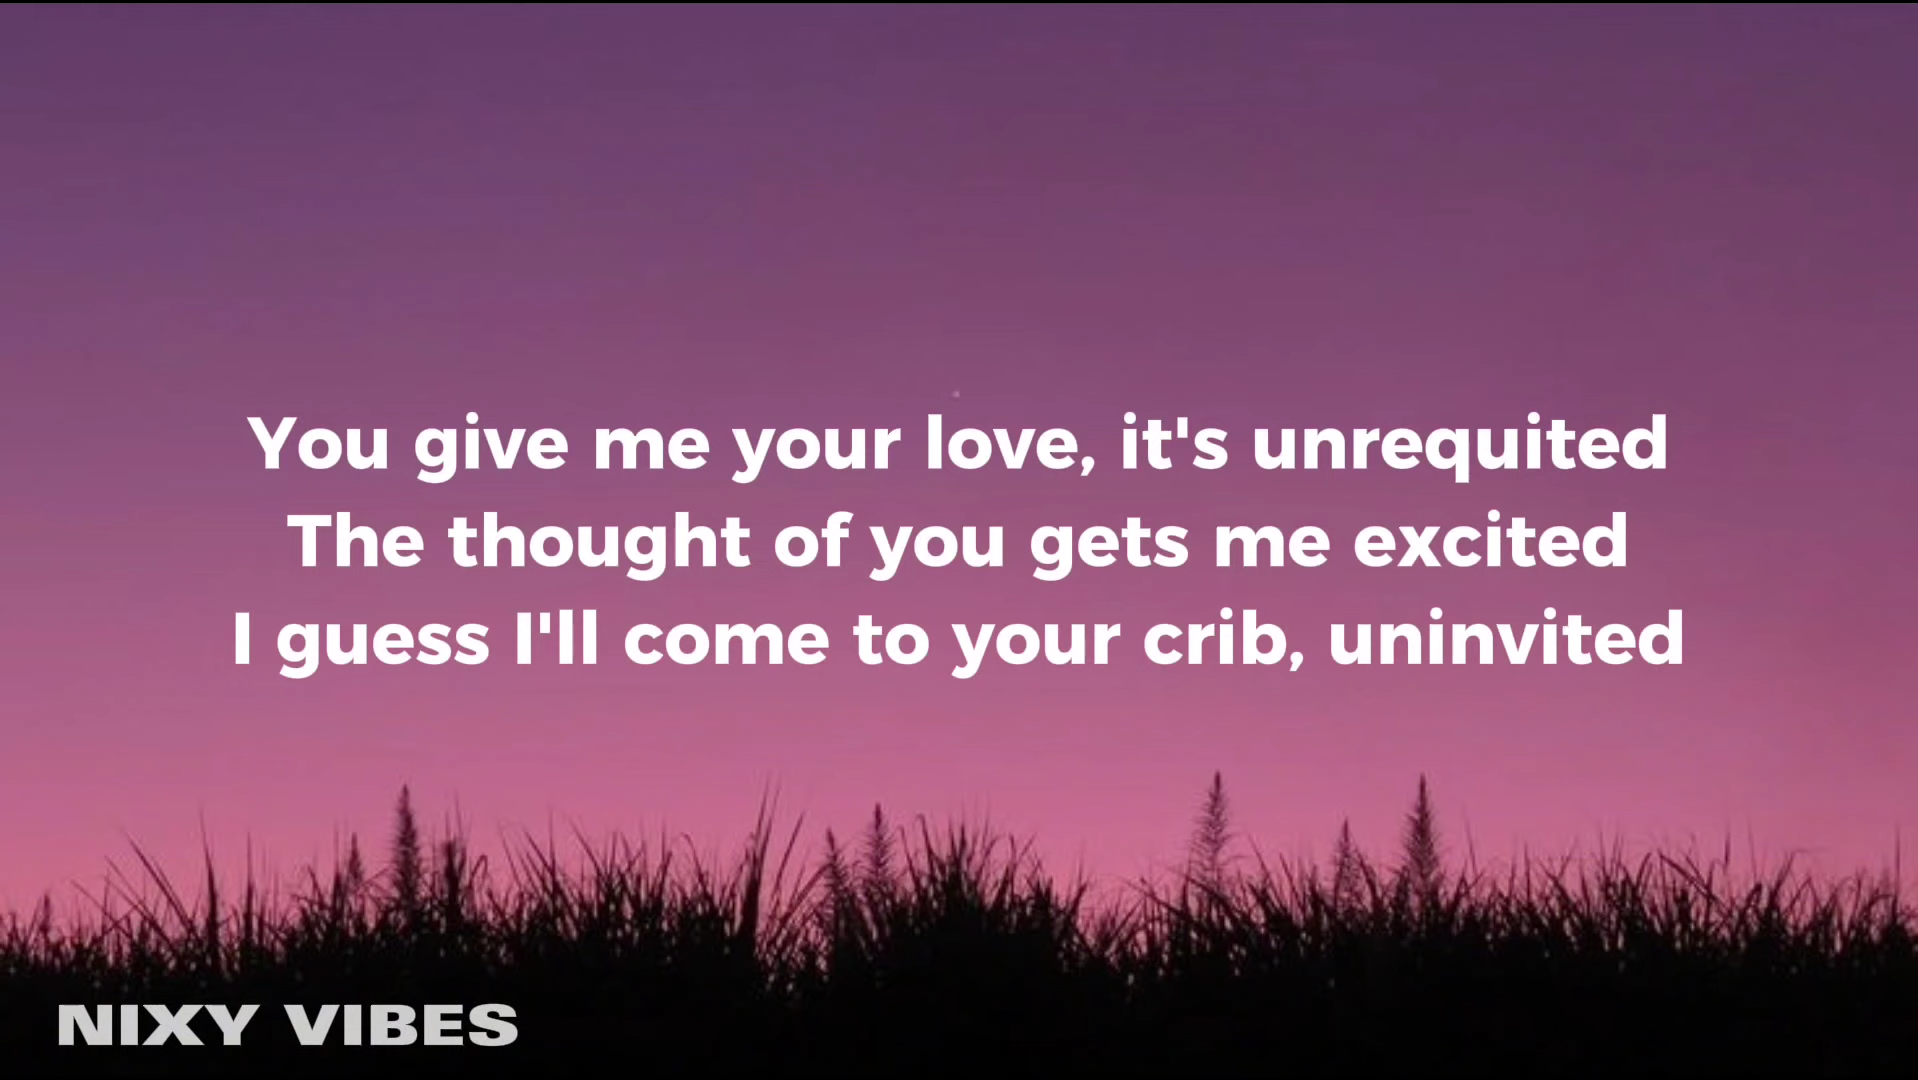 You give me your love, it's unrequited
The thought of you gets me excited
I guess I'll come to your crib, uninvited
NIXY VIBES